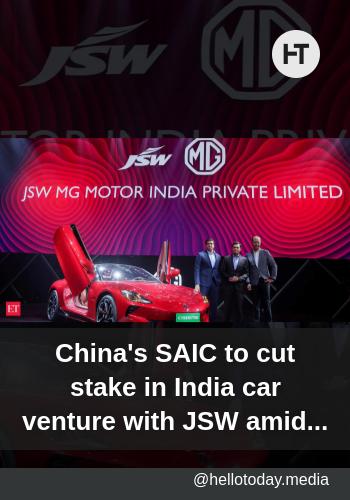 JSW
MG
HT
JSW MG
JSW MG MOTOR INDIA PRIVATE LIMITED
CYBERSTER
ET
China's SAIC to cut
stake in India car
venture with JSW amid...
@hellotoday.media